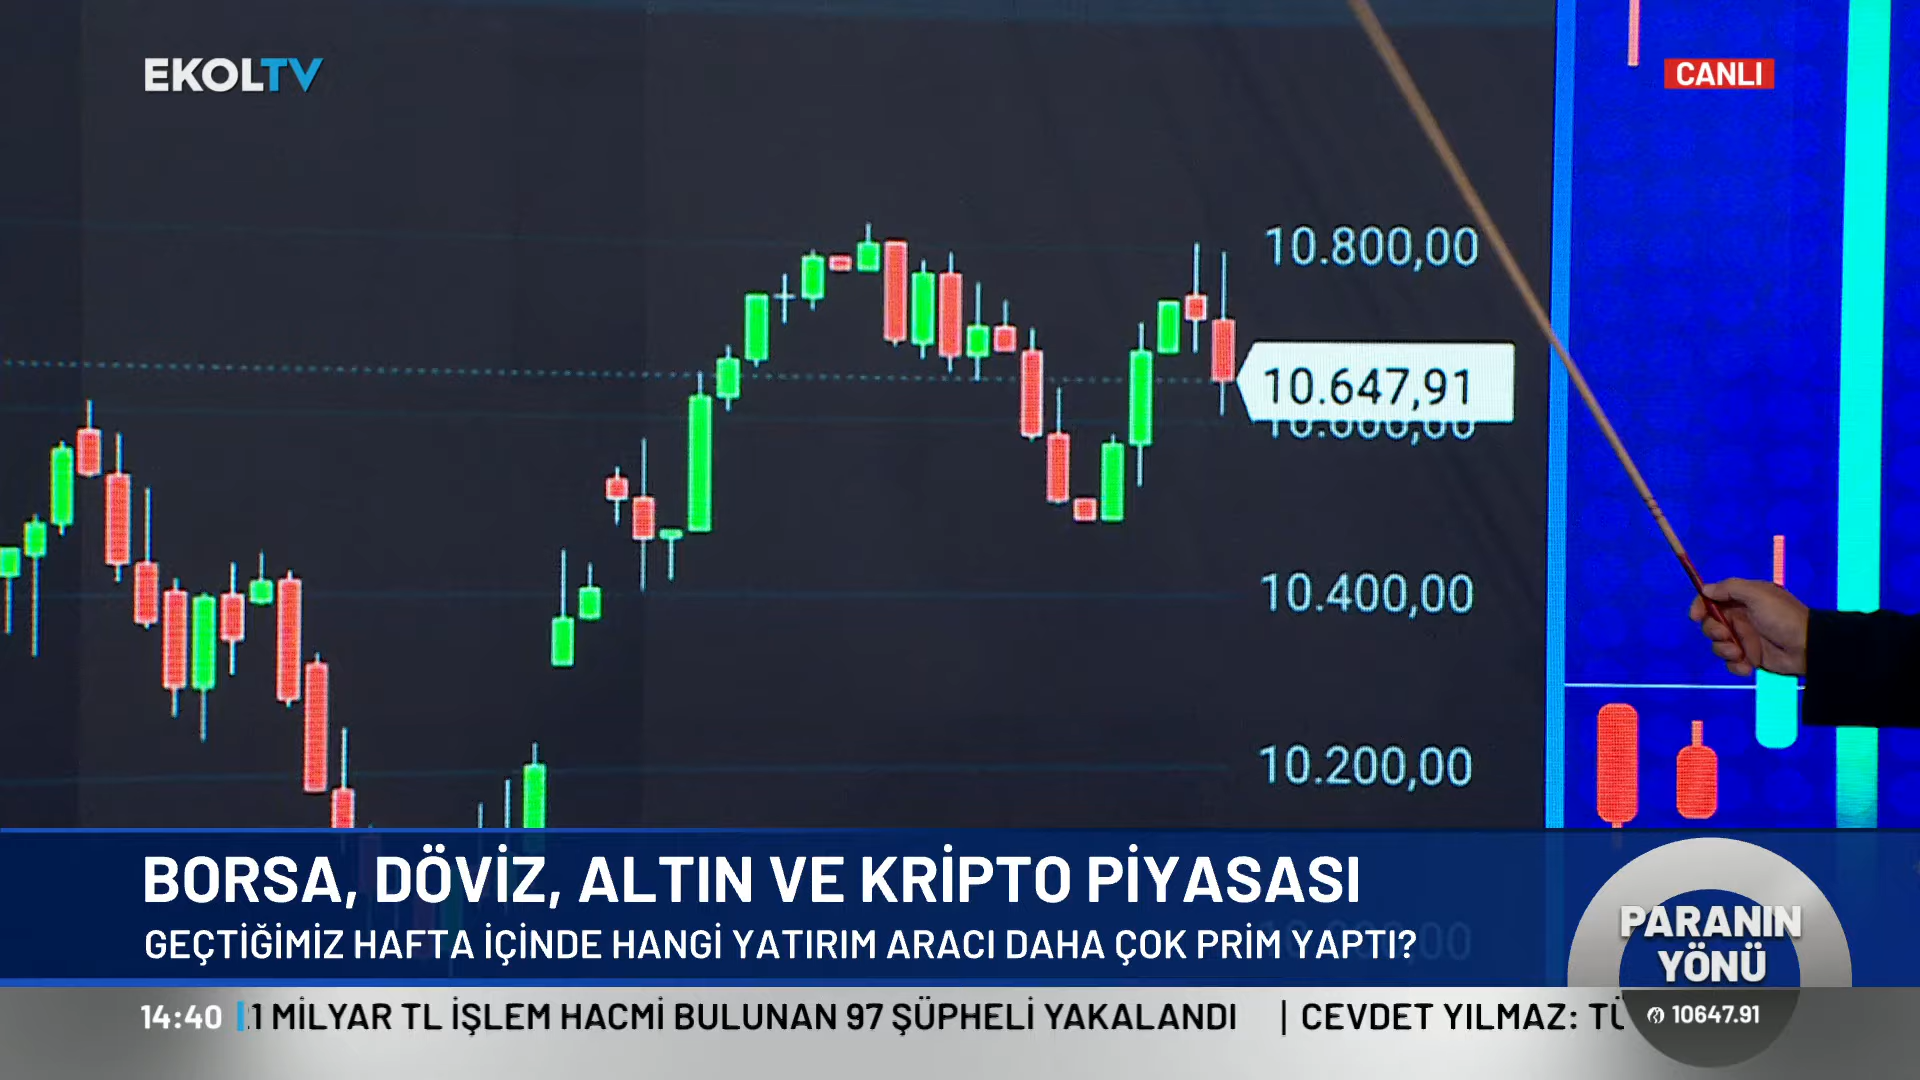 EKOLTV
CANLI
10.800,00
10.647,91
10.400,00
10.200,00
BORSA, DÖVİZ, ALTIN VE KRİPTO PİYASASI
GEÇTİĞİMİZ HAFTA İÇİNDE HANGİ YATIRIM ARACI DAHA ÇOK PRİM YAPTI?
PARANIN
YÖNÜ
14:40
1 MİLYAR TL İŞLEM HACMİ BULUNAN 97 ŞÜPHELİ YAKALANDI | CEVDET YILMAZ: TÜ
10647.91